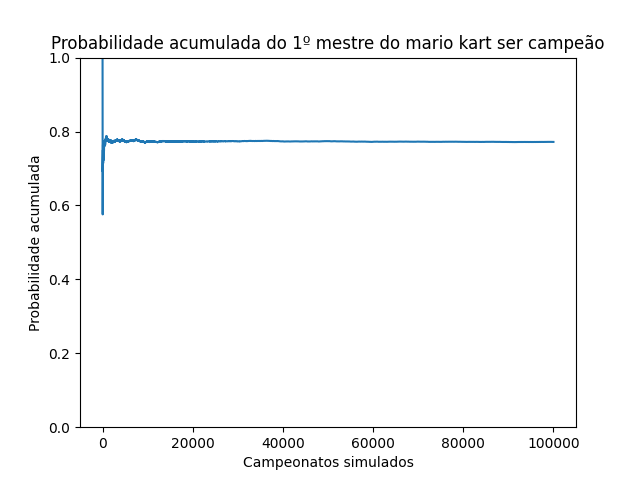 Probabilidade acumulada do 1º mestre do mario kart ser campeão
1.0
0.8
0.6
0.4
0.2
0.0
Probabilidade acumulada
0 20000 40000 60000 80000 100000
Campeonatos simulados